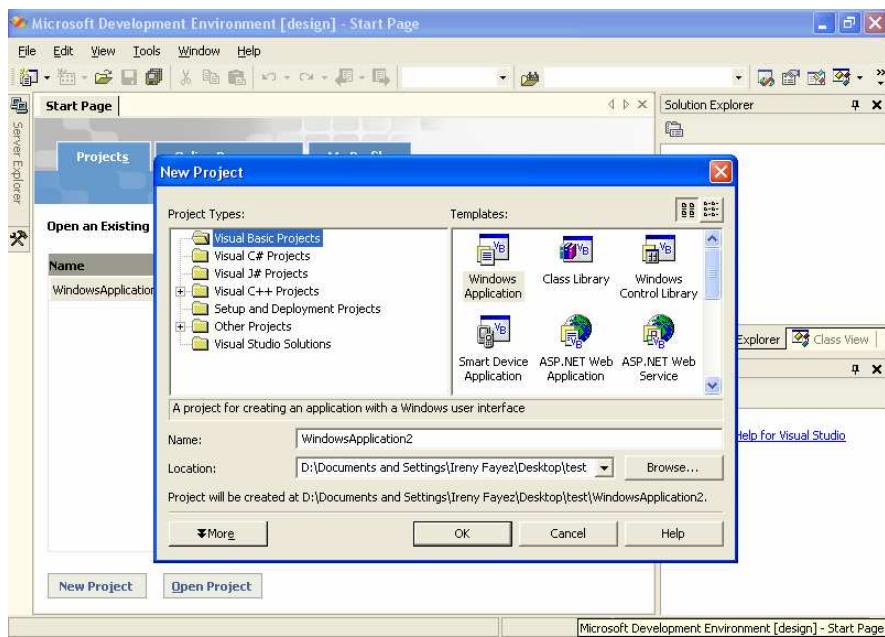 Microsoft Development Environment [design] - Start Page
File Edit View Tools Window Help
Server Explorer
Start Page
Solution Explorer
Projects
Open an Existing
Name
WindowsApplication
New Project
Project Types:
Visual Basic Projects
Visual C# Projects
Visual J# Projects
Visual C++ Projects
Setup and Deployment Projects
Other Projects
Visual Studio Solutions
Templates:
Windows Application
Class Library
Windows Control Library
Smart Device Application
ASP.NET Web Application
ASP.NET Web Service
A project for creating an application with a Windows user interface
Name:
WindowsApplication2
Location:
D:\Documents and Settings\Ireny Fayez\Desktop\test
Browse...
Project will be created at D:\Documents and Settings\Ireny Fayez\Desktop\test\WindowsApplication2.
More
OK
Cancel
Help
Explorer
Class View
Help for Visual Studio
New Project
Open Project
Microsoft Development Environment [design] - Start Page